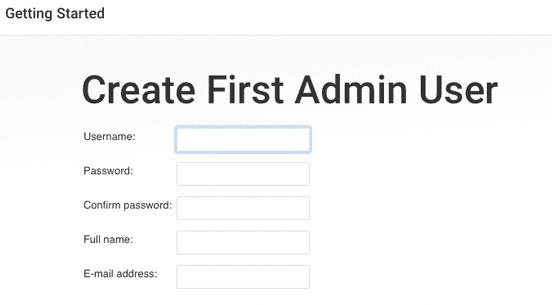 Getting Started
Create First Admin User
Username:
Password:
Confirm password:
Full name:
E-mail address: